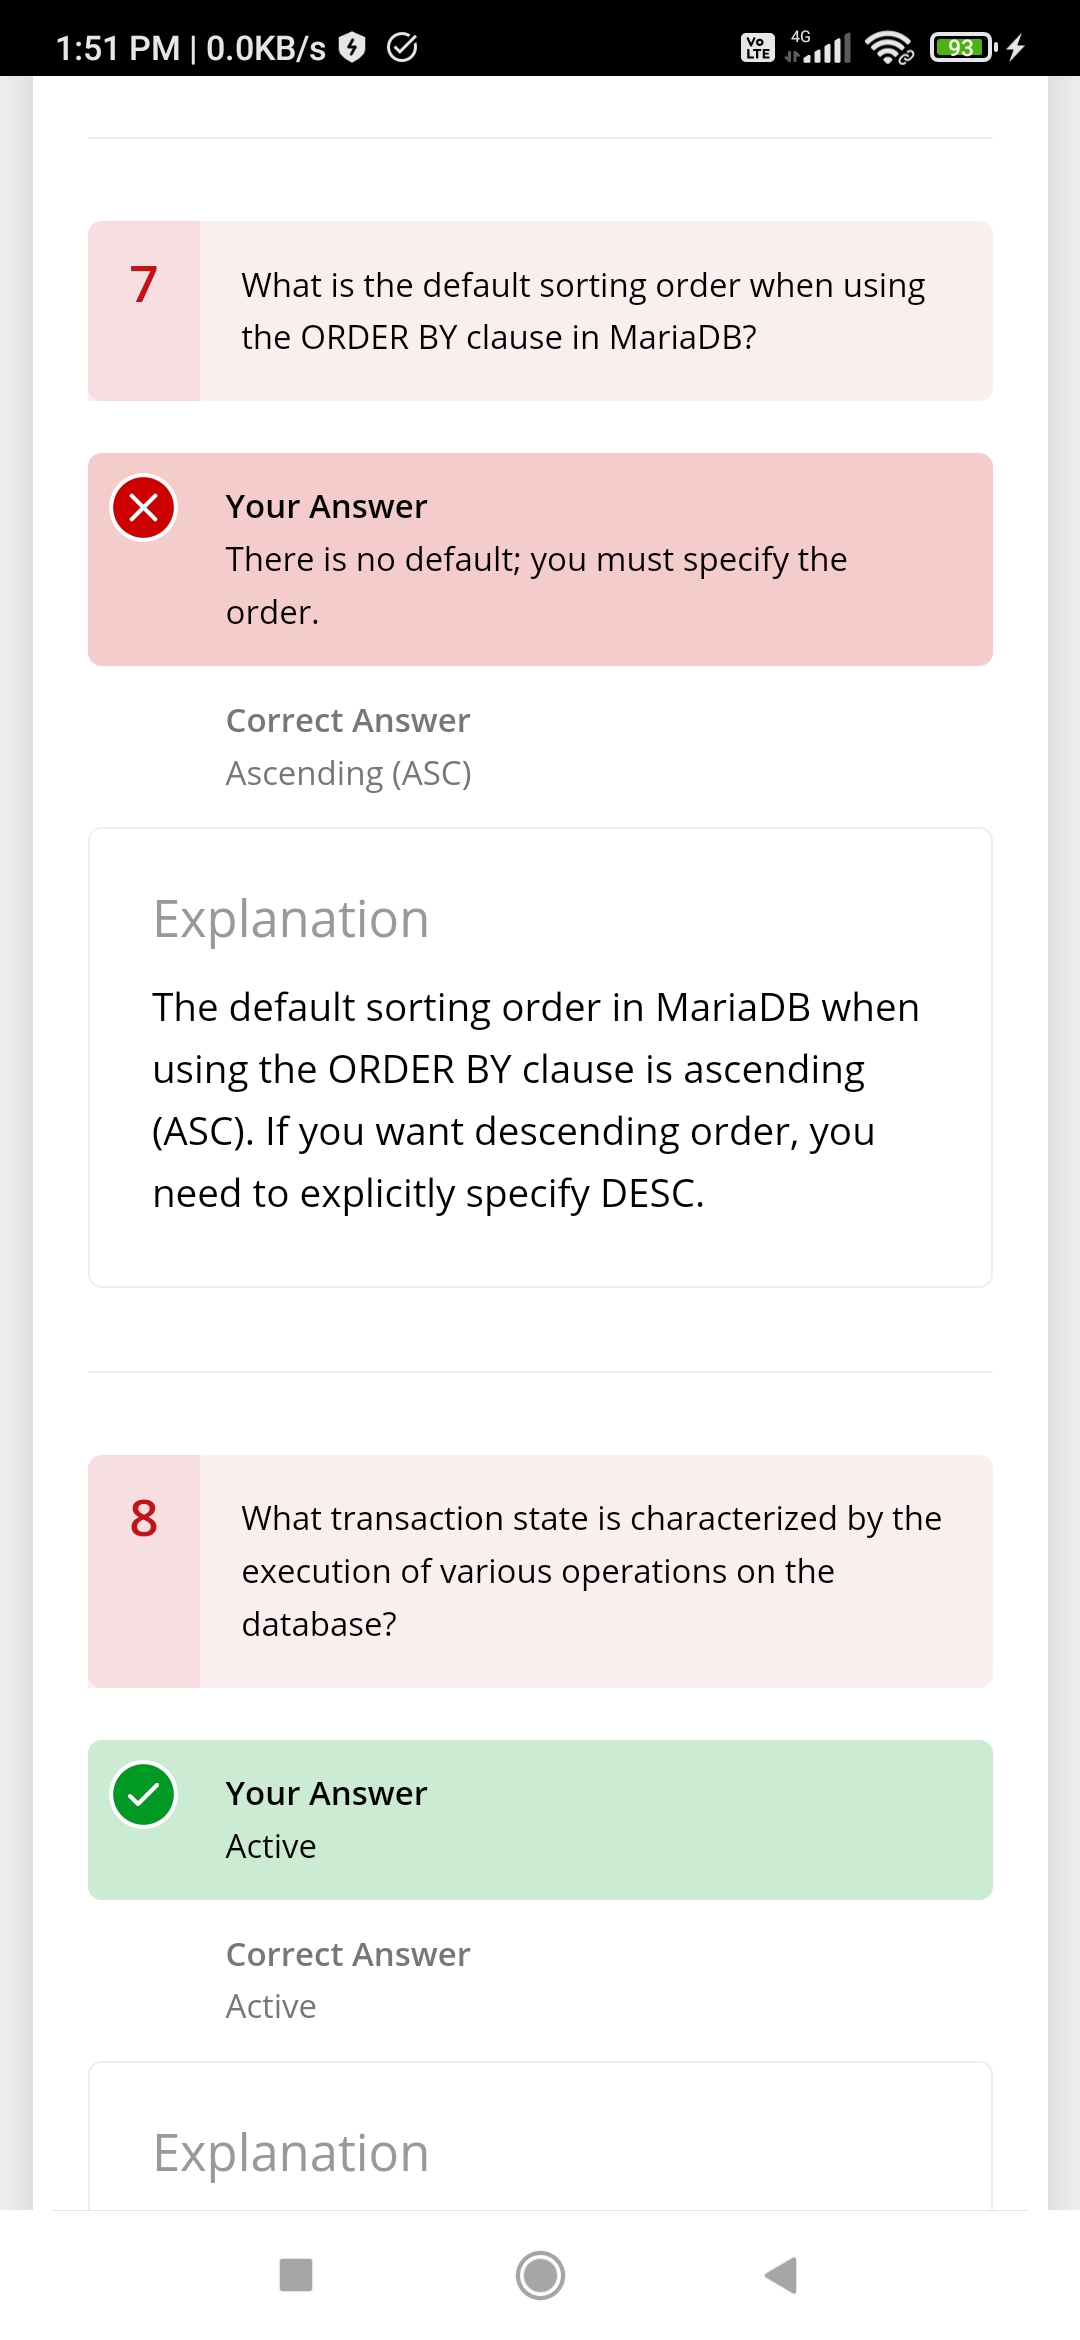 1:51 PM | 0.0KB/s
Vo LTE
4G
93
7
What is the default sorting order when using
the ORDER BY clause in MariaDB?
Your Answer
There is no default; you must specify the
order.
Correct Answer
Ascending (ASC)
Explanation
The default sorting order in MariaDB when
using the ORDER BY clause is ascending
(ASC). If you want descending order, you
need to explicitly specify DESC.
8
What transaction state is characterized by the
execution of various operations on the
database?
Your Answer
Active
Correct Answer
Active
Explanation